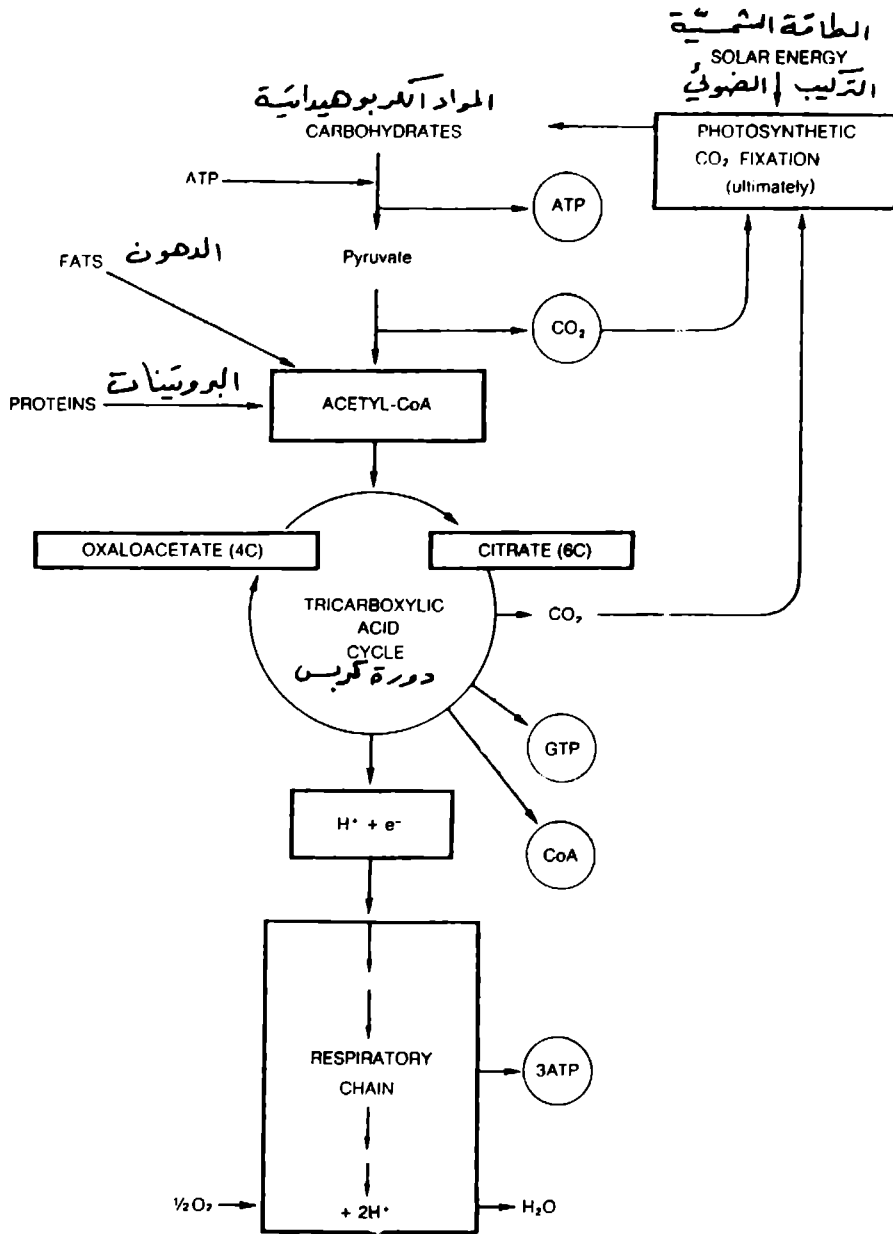 الطاقة الشمسية
SOLAR ENERGY
التركيب الضوئي
المواد الكربوهيدراتية
CARBOHYDRATES
PHOTOSYNTHETIC
CO₂ FIXATION
(ultimately)
ATP
ATP
FATS الدهون
Pyruvate
CO₂
PROTEINS البروتينات
ACETYL-CoA
OXALOACETATE (4C)
CITRATE (6C)
TRICARBOXYLIC
ACID
CYCLE
دورة كربس
CO₂
GTP
H⁺ + e⁻
CoA
RESPIRATORY
CHAIN
3ATP
½O₂
+ 2H⁺
H₂O